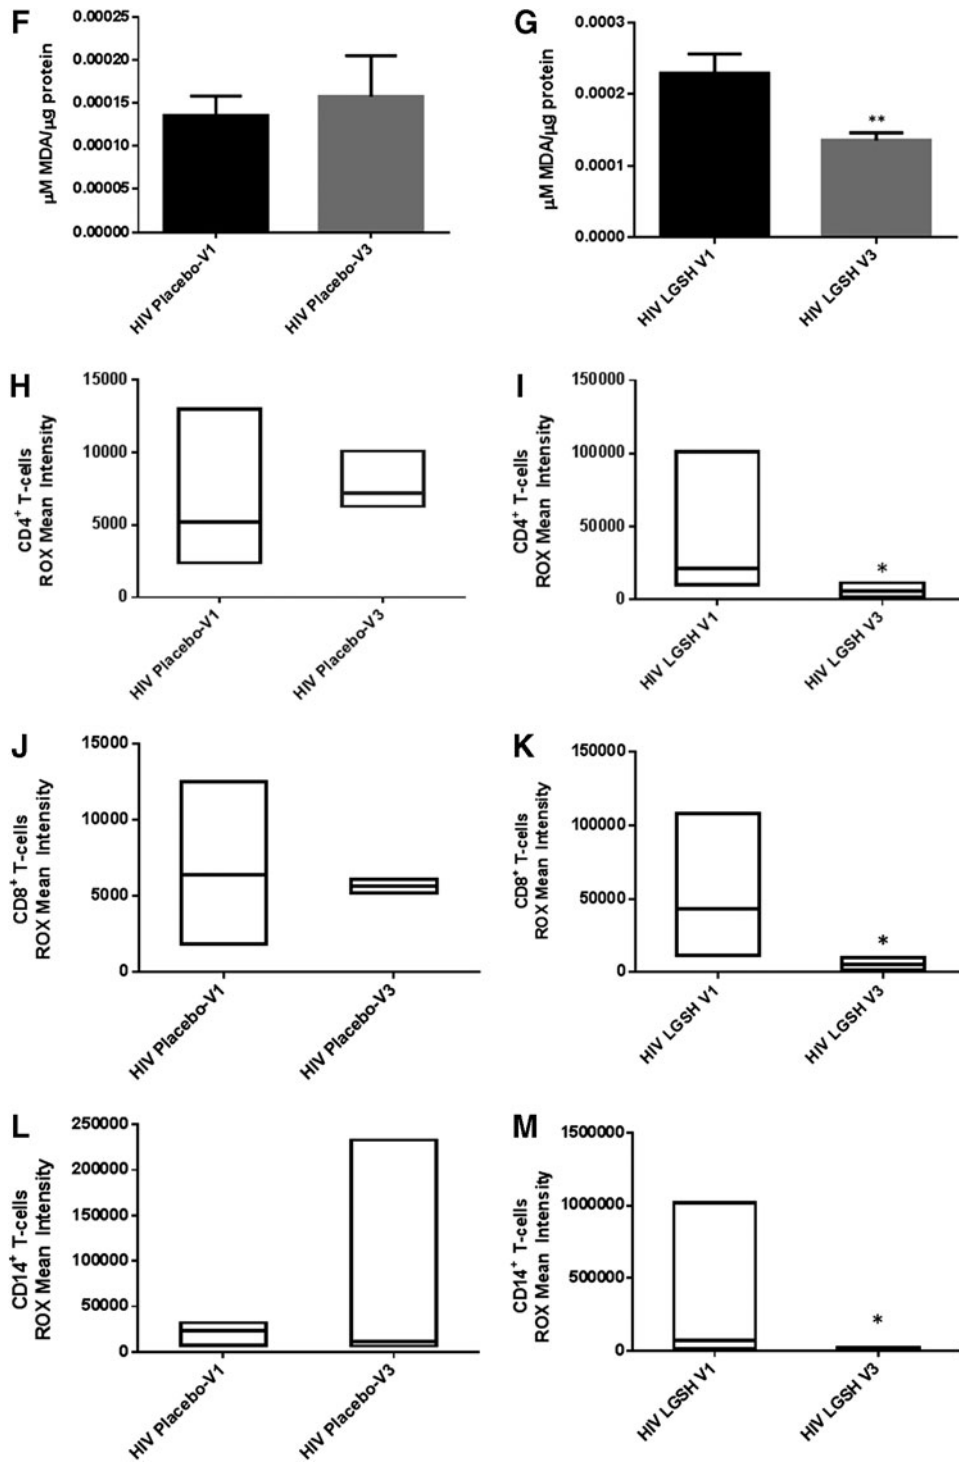 F
μM MDA/μg protein
0.00025
0.00020
0.00015
0.00010
0.00005
0.00000
HIV Placebo-V1
HIV Placebo-V3
G
μM MDA/μg protein
0.0003
0.0002
0.0001
0.0000
**
HIV LGSH V1
HIV LGSH V3
H
CD4⁺ T-cells
ROX Mean Intensity
15000
10000
5000
0
HIV Placebo-V1
HIV Placebo-V3
I
CD4⁺ T-cells
ROX Mean Intensity
150000
100000
50000
0
*
HIV LGSH V1
HIV LGSH V3
J
CD8⁺ T-cells
ROX Mean Intensity
15000
10000
5000
0
HIV Placebo-V1
HIV Placebo-V3
K
CD8⁺ T-cells
ROX Mean Intensity
150000
100000
50000
0
*
HIV LGSH V1
HIV LGSH V3
L
CD14⁺ T-cells
ROX Mean Intensity
250000
200000
150000
100000
50000
0
HIV Placebo-V1
HIV Placebo-V3
M
CD14⁺ T-cells
ROX Mean Intensity
1500000
1000000
500000
0
*
HIV LGSH V1
HIV LGSH V3